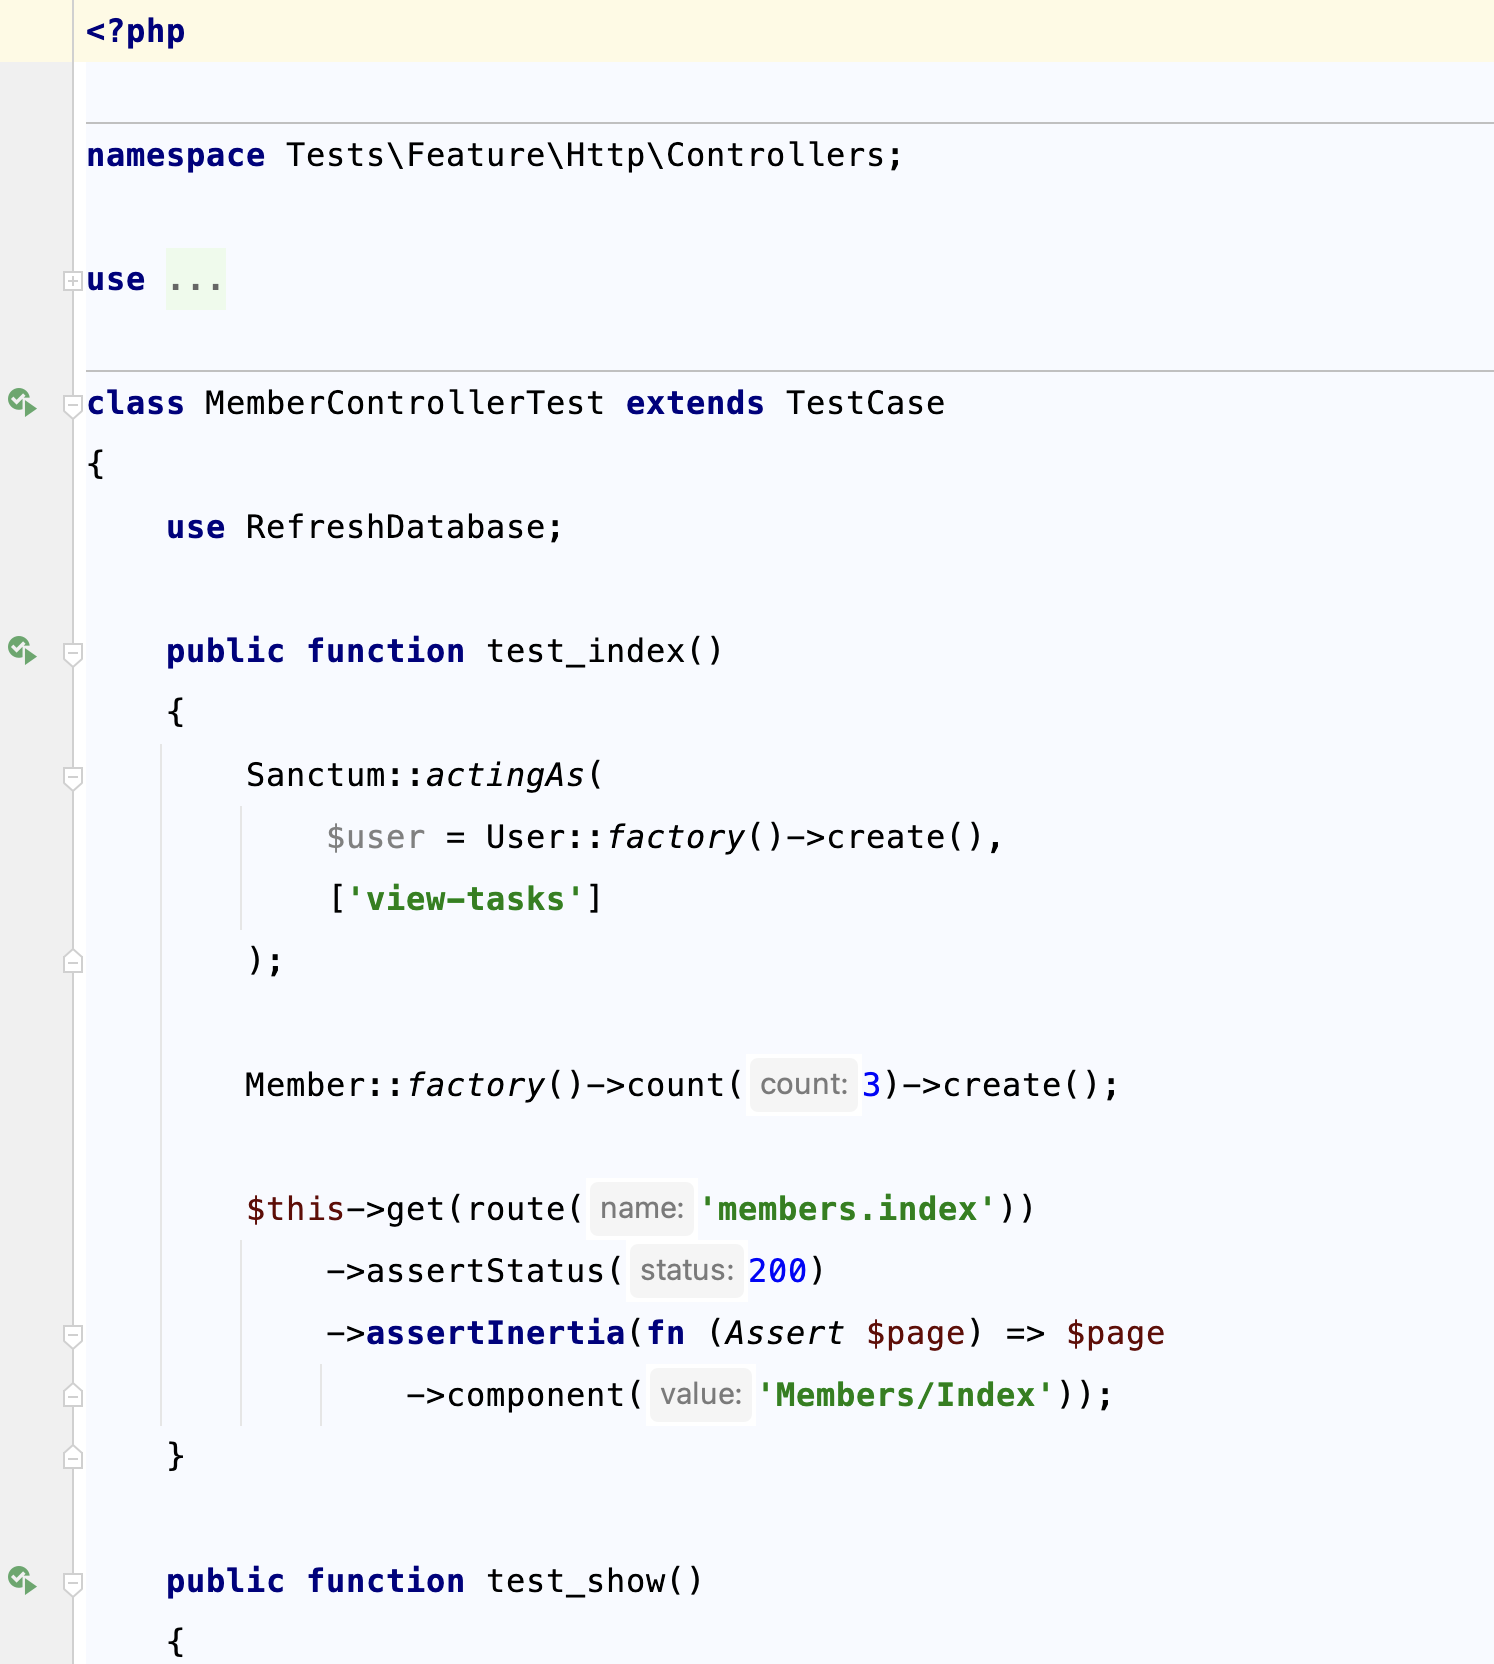 <?php
namespace Tests\Feature\Http\Controllers;
use ...
class MemberControllerTest extends TestCase
{
use RefreshDatabase;
public function test_index()
{
Sanctum::actingAs(
$user = User::factory()->create(),
['view-tasks']
);
Member::factory()->count( count: 3)->create();
$this->get(route( name: 'members.index'))
->assertStatus( status: 200)
->assertInertia(fn (Assert $page) => $page
->component( value: 'Members/Index'));
}
public function test_show()
{